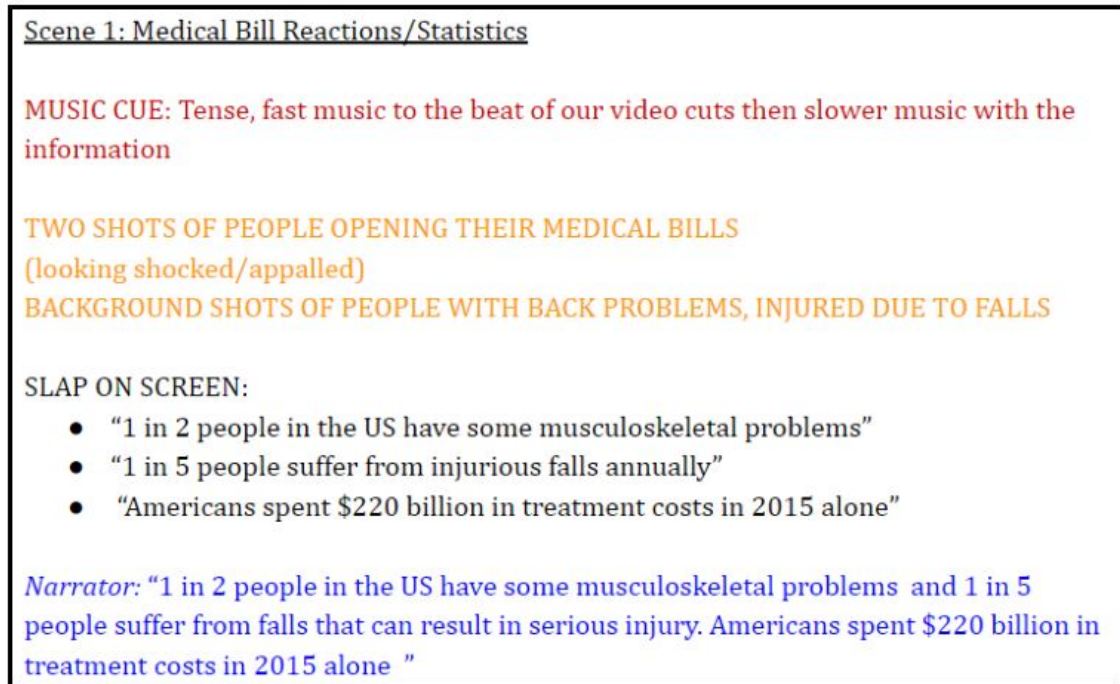 Scene 1: Medical Bill Reactions/Statistics
MUSIC CUE: Tense, fast music to the beat of our video cuts then slower music with the
information
TWO SHOTS OF PEOPLE OPENING THEIR MEDICAL BILLS
(looking shocked/appalled)
BACKGROUND SHOTS OF PEOPLE WITH BACK PROBLEMS, INJURED DUE TO FALLS
SLAP ON SCREEN:
● “1 in 2 people in the US have some musculoskeletal problems”
● “1 in 5 people suffer from injurious falls annually”
● “Americans spent $220 billion in treatment costs in 2015 alone”
Narrator: “1 in 2 people in the US have some musculoskeletal problems and 1 in 5
people suffer from falls that can result in serious injury. Americans spent $220 billion in
treatment costs in 2015 alone ”